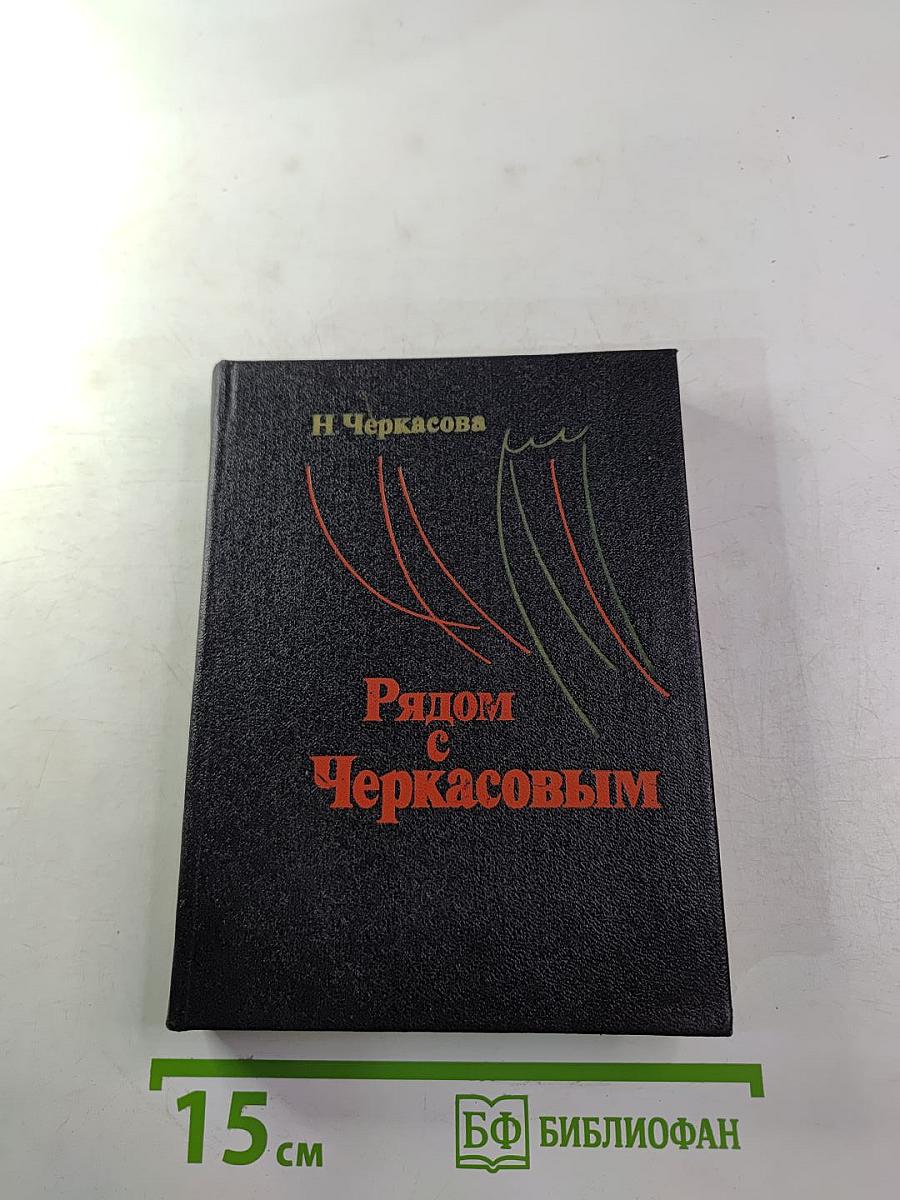 Н Черкасова
Рядом
с
Черкасовым
15 см
БФ БИБЛИОФАН